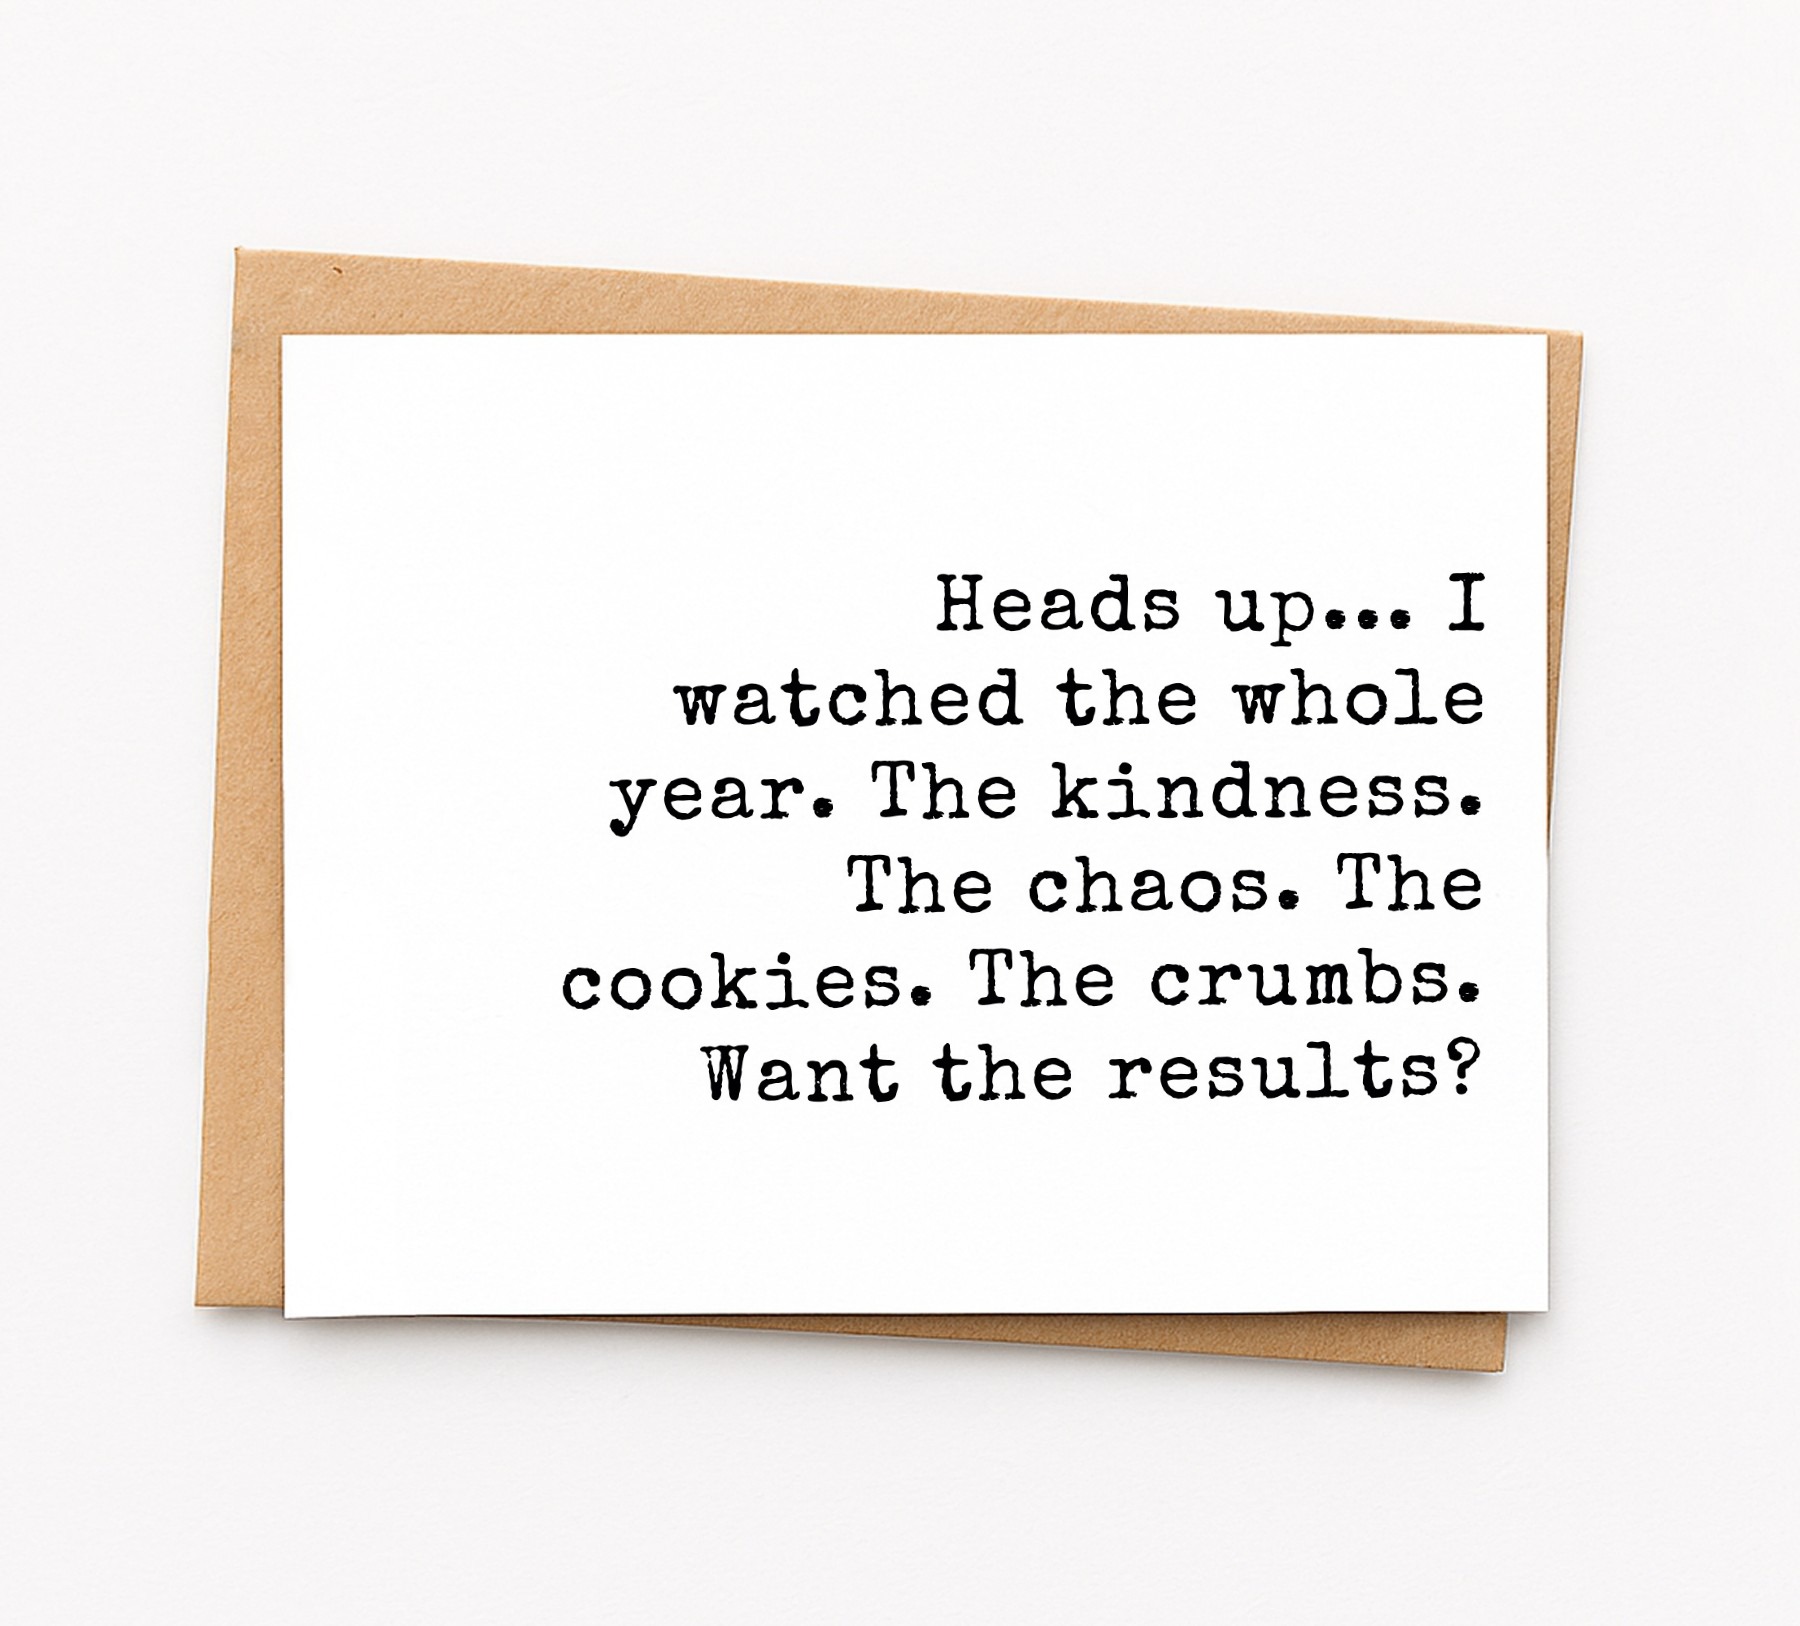 Heads up... I
watched the whole
year. The kindness.
The chaos. The
cookies. The crumbs.
Want the results?